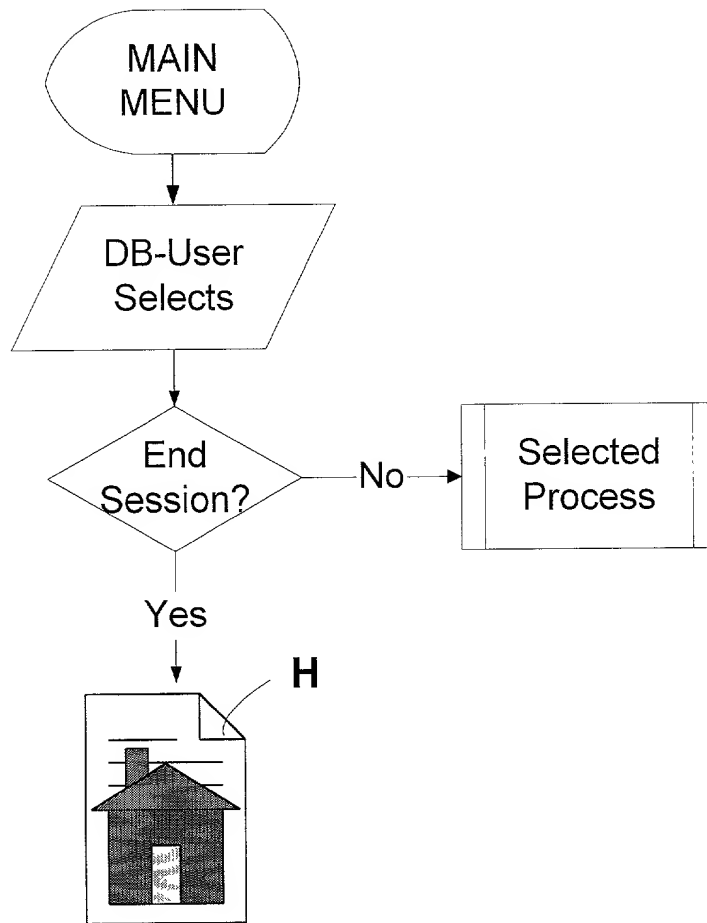 MAIN
MENU
DB-User
Selects
End
Session?
No
Selected
Process
Yes
H